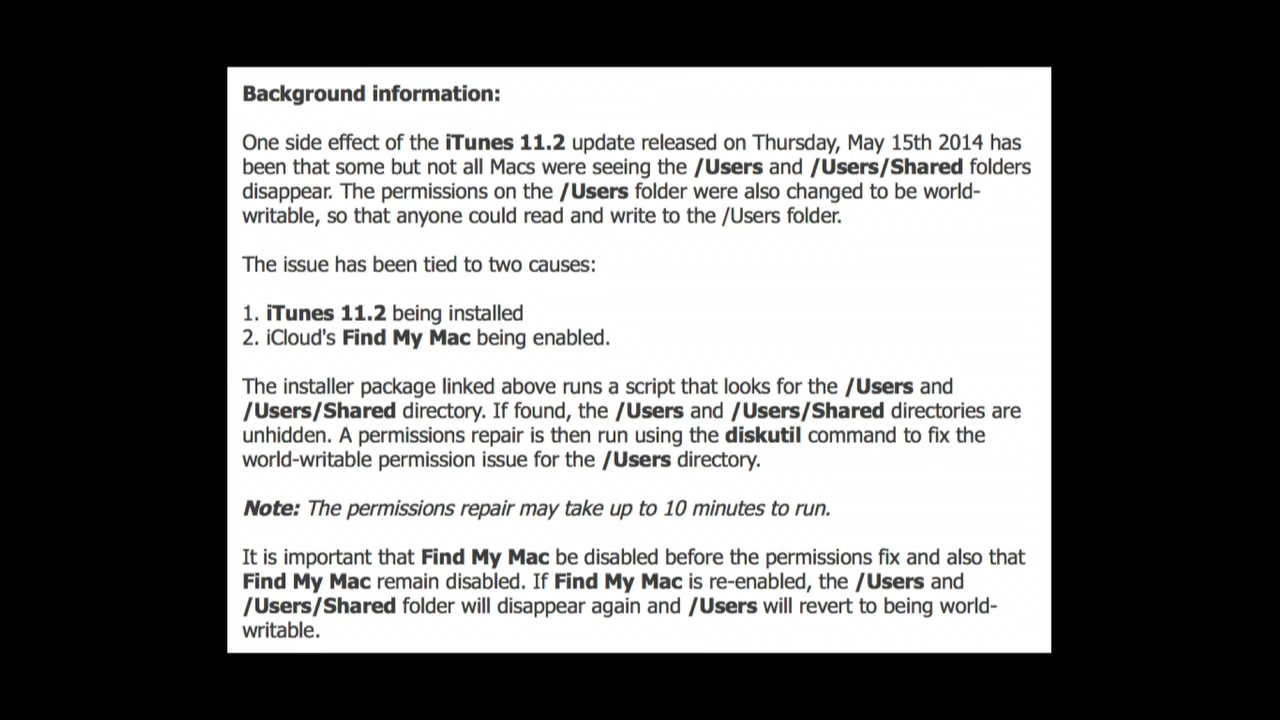 Background information:
One side effect of the iTunes 11.2 update released on Thursday, May 15th 2014 has
been that some but not all Macs were seeing the /Users and /Users/Shared folders
disappear. The permissions on the /Users folder were also changed to be world-
writable, so that anyone could read and write to the /Users folder.
The issue has been tied to two causes:
1. iTunes 11.2 being installed
2. iCloud's Find My Mac being enabled.
The installer package linked above runs a script that looks for the /Users and
/Users/Shared directory. If found, the /Users and /Users/Shared directories are
unhidden. A permissions repair is then run using the diskutil command to fix the
world-writable permission issue for the /Users directory.
Note: The permissions repair may take up to 10 minutes to run.
It is important that Find My Mac be disabled before the permissions fix and also that
Find My Mac remain disabled. If Find My Mac is re-enabled, the /Users and
/Users/Shared folder will disappear again and /Users will revert to being world-
writable.